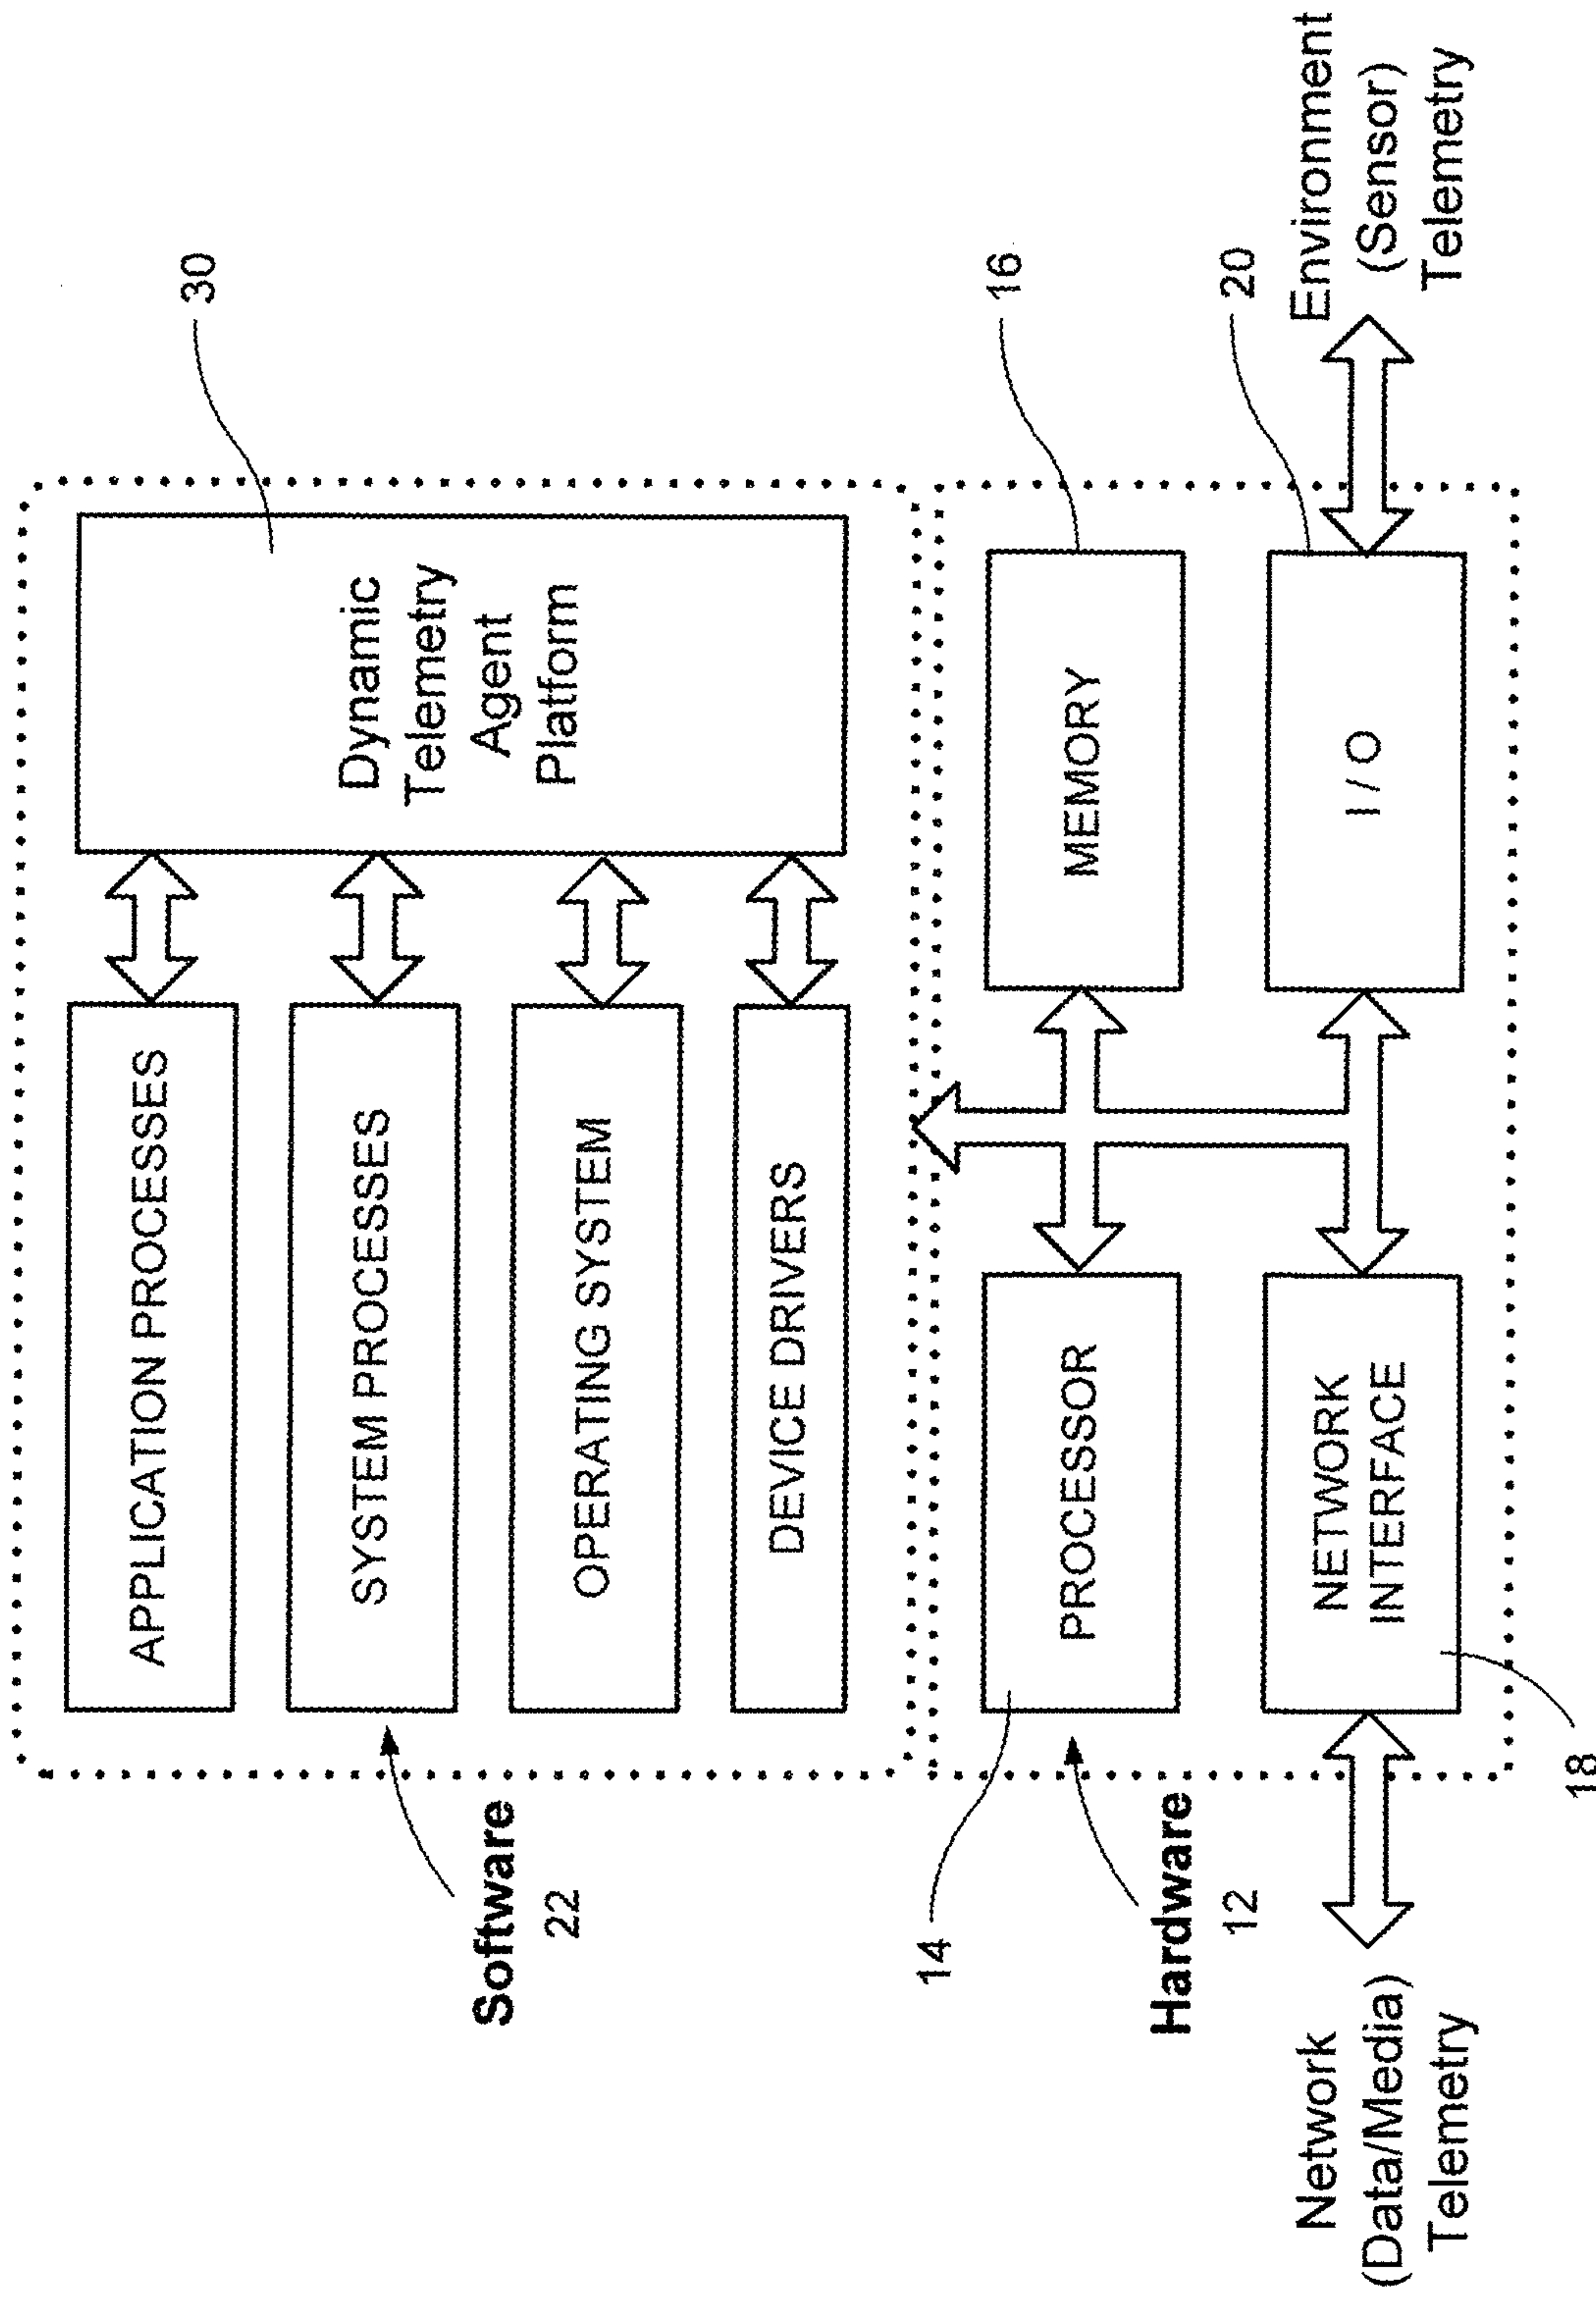 Software
22
APPLICATION PROCESSES
SYSTEM PROCESSES
OPERATING SYSTEM
DEVICE DRIVERS
Dynamic
Telemetry
Agent
Platform
30
14
Hardware
12
PROCESSOR
MEMORY
16
NETWORK
INTERFACE
I / O
20
18
Network
(Data/Media)
Telemetry
Environment
(Sensor)
Telemetry